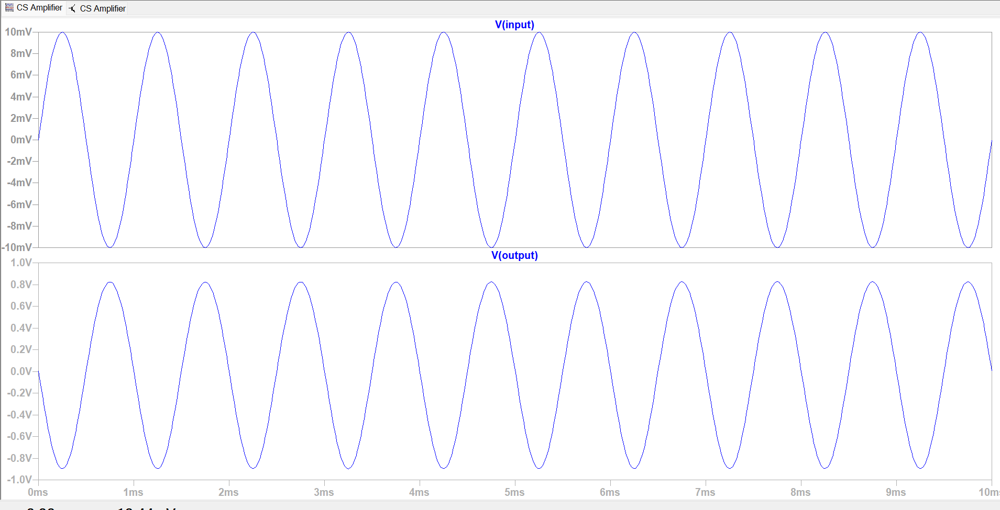 CS Amplifier CS Amplifier
V(input)
10mV
8mV
6mV
4mV
2mV
0mV
-2mV
-4mV
-6mV
-8mV
-10mV
V(output)
1.0V
0.8V
0.6V
0.4V
0.2V
0.0V
-0.2V
-0.4V
-0.6V
-0.8V
-1.0V
0ms 1ms 2ms 3ms 4ms 5ms 6ms 7ms 8ms 9ms